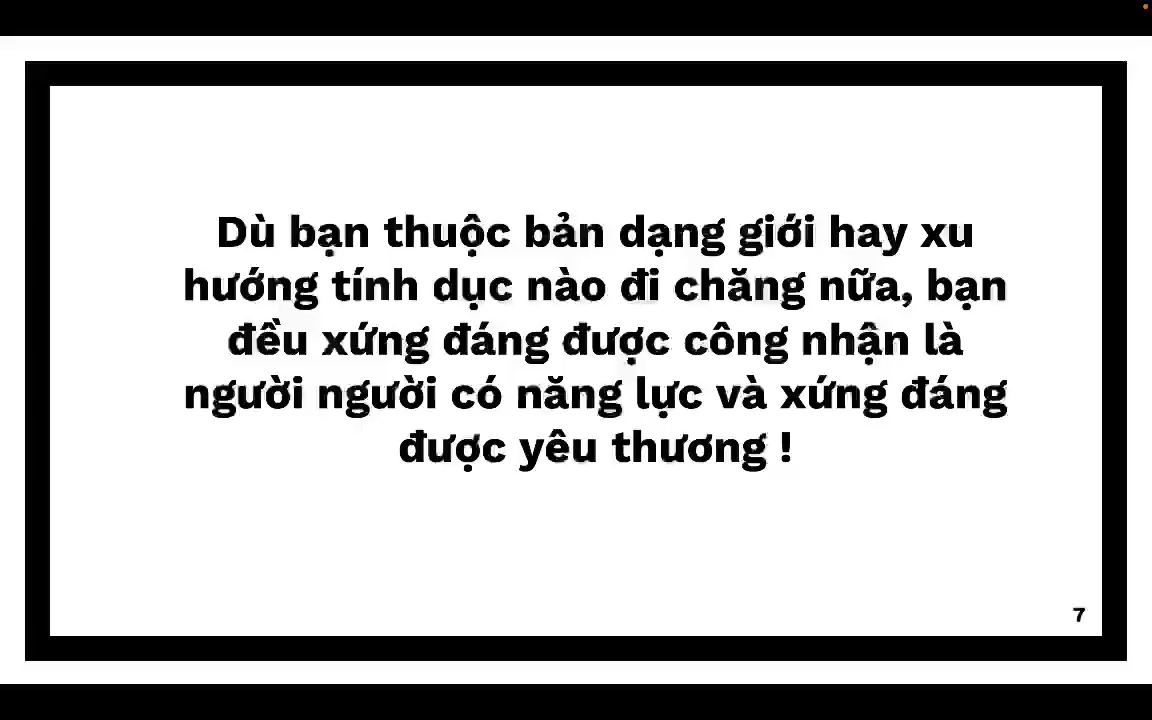 Dù bạn thuộc bản dạng giới hay xu
hướng tính dục nào đi chăng nữa, bạn
đều xứng đáng được công nhận là
người người có năng lực và xứng đáng
được yêu thương !
7